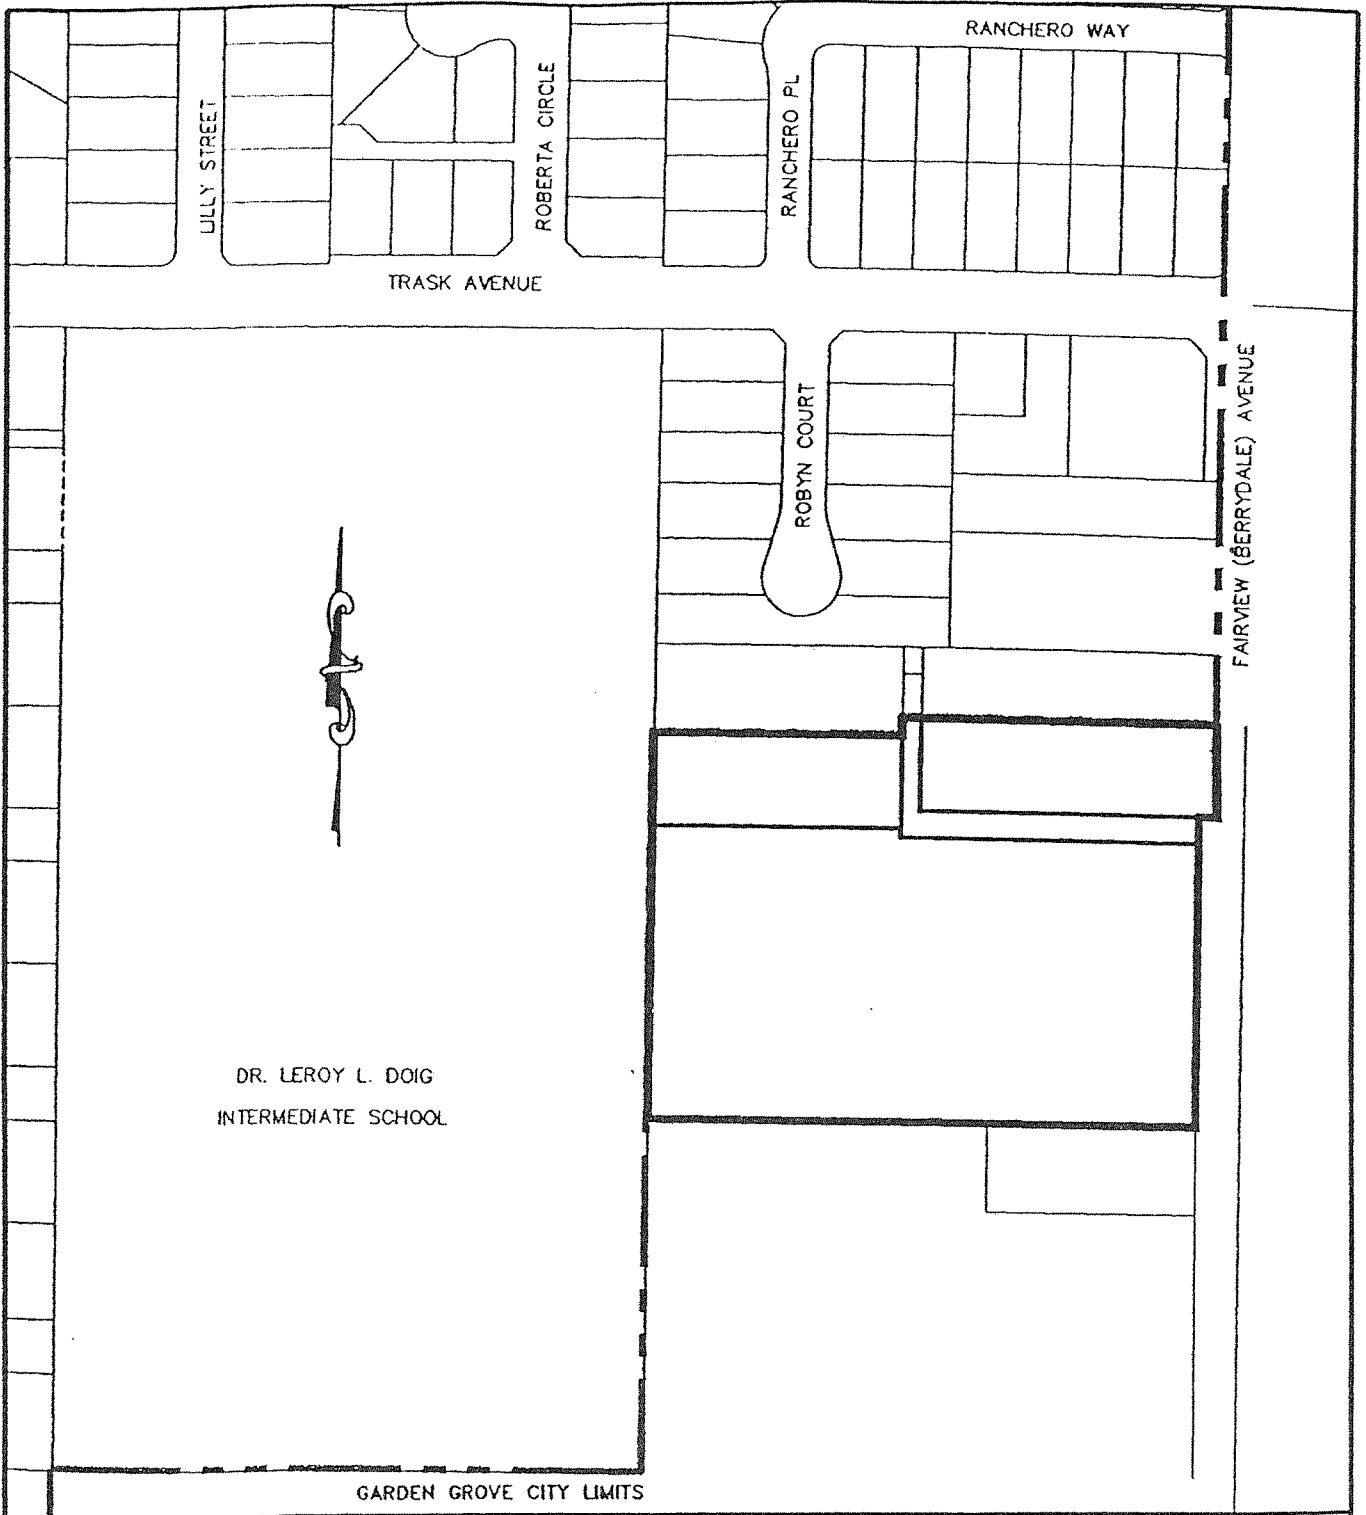 RANCHERO WAY
LILLY STREET
ROBERTA CIRCLE
RANCHERO PL
TRASK AVENUE
ROBYN COURT
FAIRVIEW (BERRYDALE) AVENUE
DR. LEROY L. DOIG
INTERMEDIATE SCHOOL
GARDEN GROVE CITY LIMITS